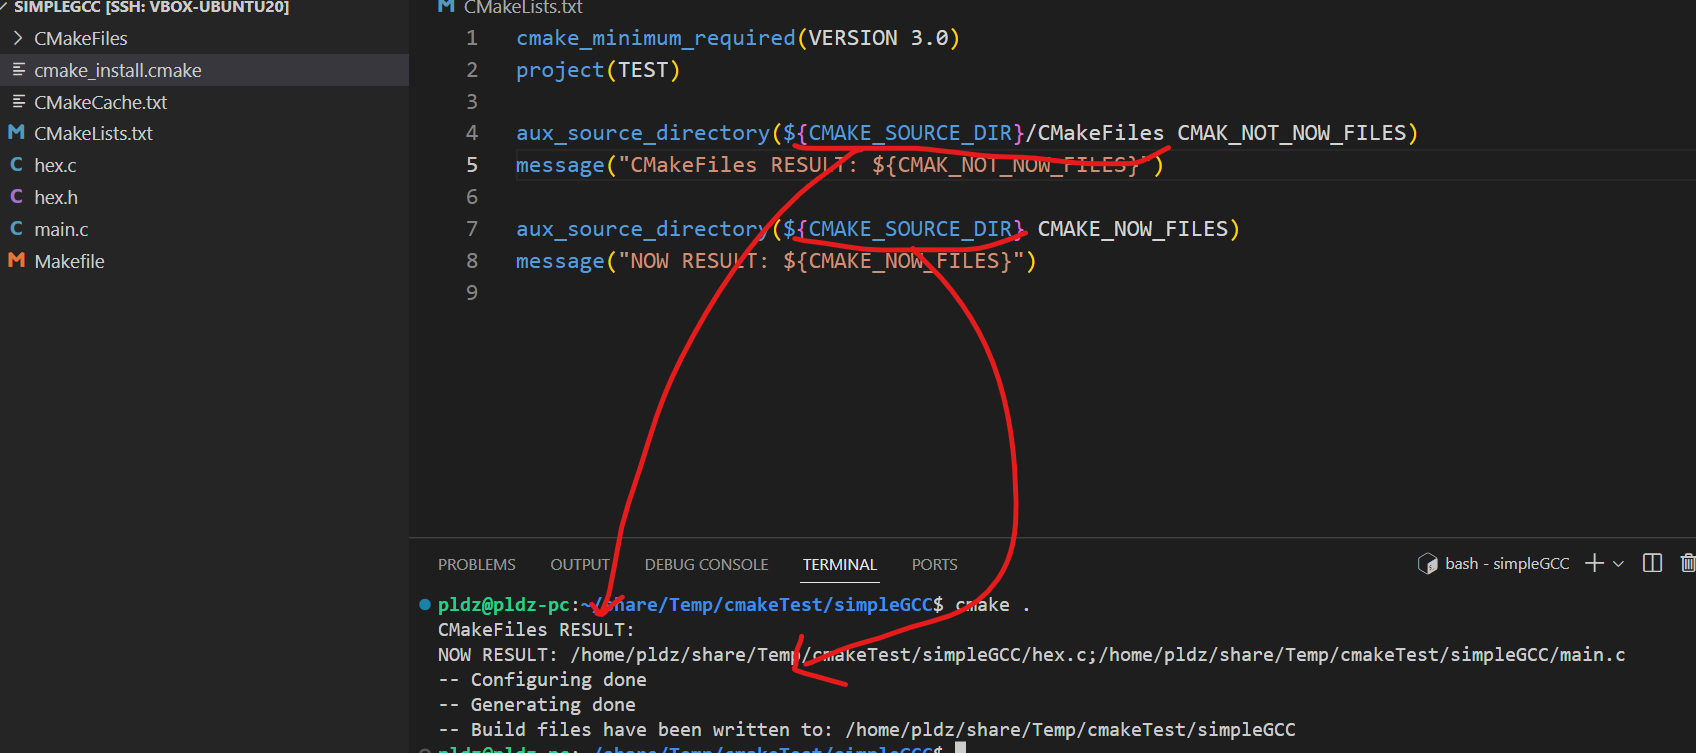 SIMPLEGCC [SSH: VBOX-UBUNTU20]
CMakeFiles
cmake_install.cmake
CMakeCache.txt
CMakeLists.txt
hex.c
hex.h
main.c
Makefile
CMakeLists.txt
1 cmake_minimum_required(VERSION 3.0)
2 project(TEST)
3
4 aux_source_directory(${CMAKE_SOURCE_DIR}/CMakeFiles CMAK_NOT_NOW_FILES)
5 message("CMakeFiles RESULT: ${CMAK_NOT_NOW_FILES}")
6
7 aux_source_directory(${CMAKE_SOURCE_DIR} CMAKE_NOW_FILES)
8 message("NOW RESULT: ${CMAKE_NOW_FILES}")
9
PROBLEMS OUTPUT DEBUG CONSOLE TERMINAL PORTS
bash - simpleGCC
pldz@pldz-pc:~/share/Temp/cmakeTest/simpleGCC$ cmake .
CMakeFiles RESULT:
NOW RESULT: /home/pldz/share/Temp/cmakeTest/simpleGCC/hex.c;/home/pldz/share/Temp/cmakeTest/simpleGCC/main.c
-- Configuring done
-- Generating done
-- Build files have been written to: /home/pldz/share/Temp/cmakeTest/simpleGCC
pldz@pldz-pc:~/share/Temp/cmakeTest/simpleGCC$